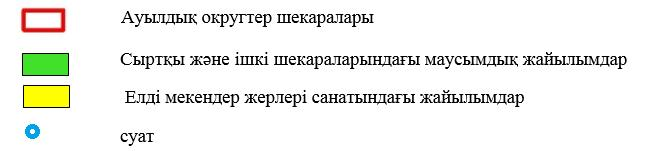 Ауылдық округтер шекаралары
Сыртқы және ішкі шекараларындағы маусымдық жайылымдар
Елді мекендер жерлері санатындағы жайылымдар
суат